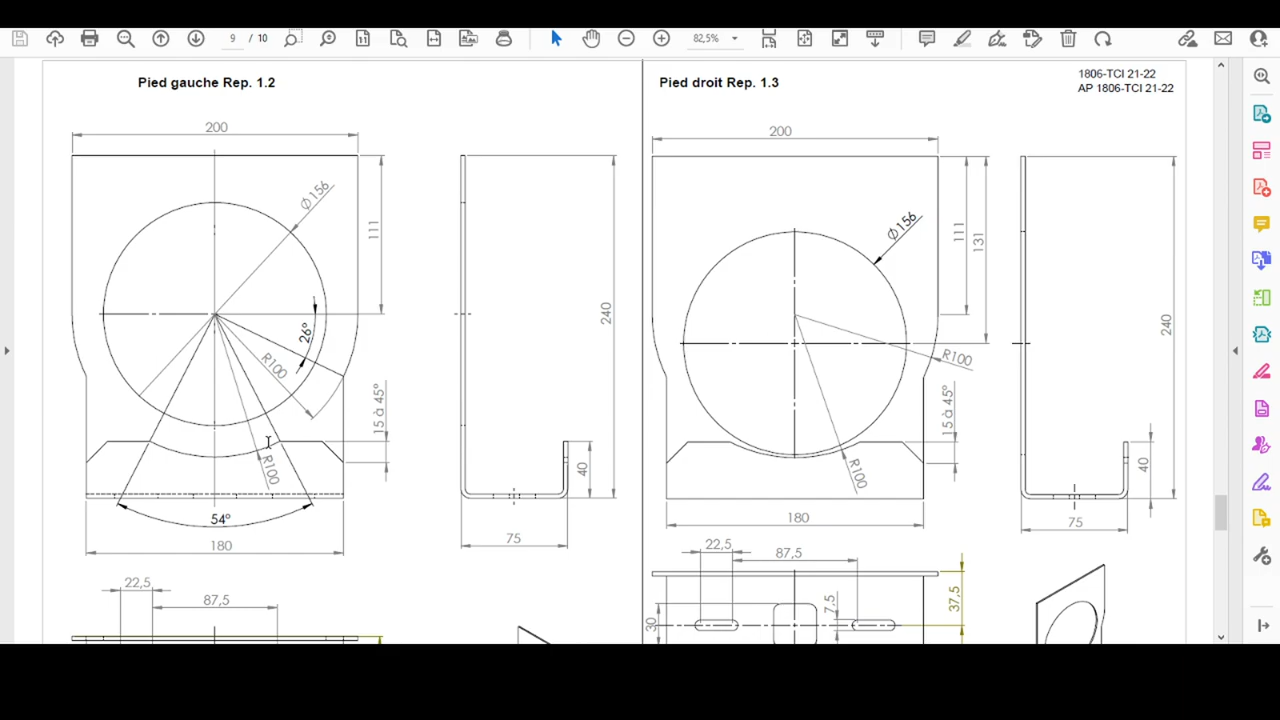 9 / 10
82,5%
Pied gauche Rep. 1.2
Pied droit Rep. 1.3
1806-TCI 21-22
AP 1806-TCI 21-22
200
Ø156
111
26°
R100
15 à 45°
R100
54°
180
240
40
75
22,5
87,5
200
Ø156
111
131
R100
15 à 45°
R100
180
240
40
75
22,5
87,5
7,5
30
37,5